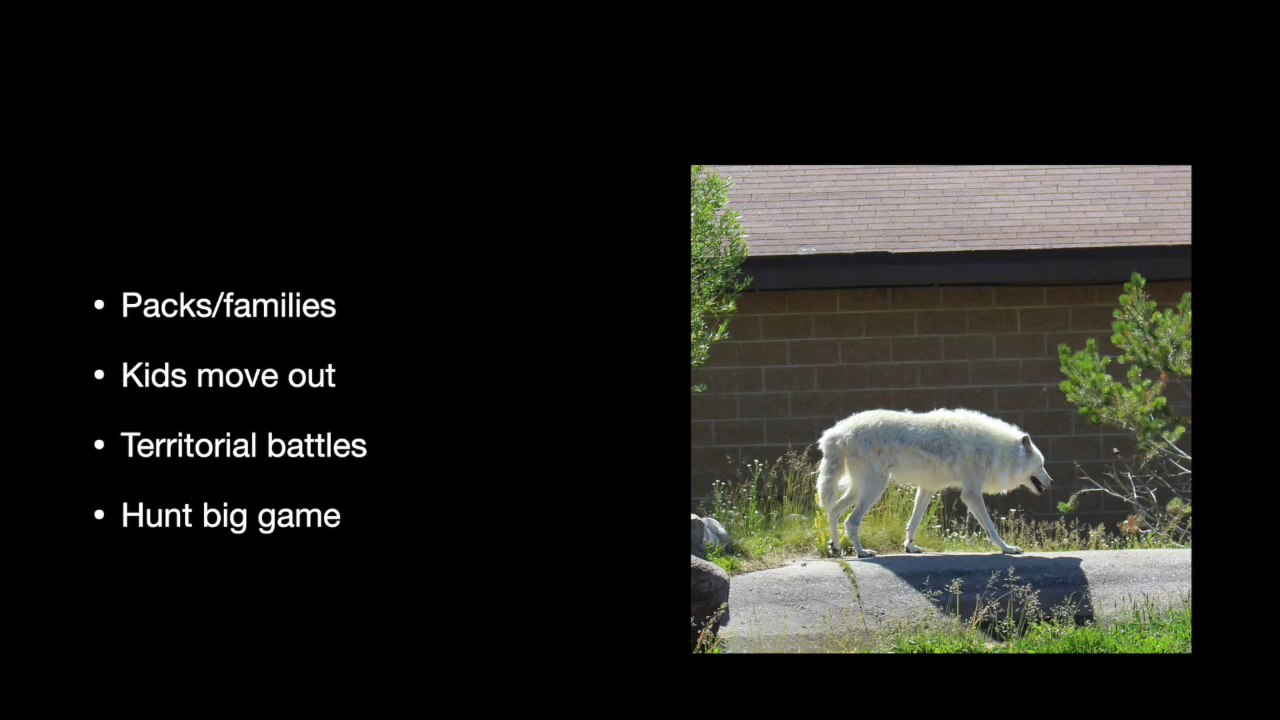 • Packs/families
• Kids move out
• Territorial battles
• Hunt big game